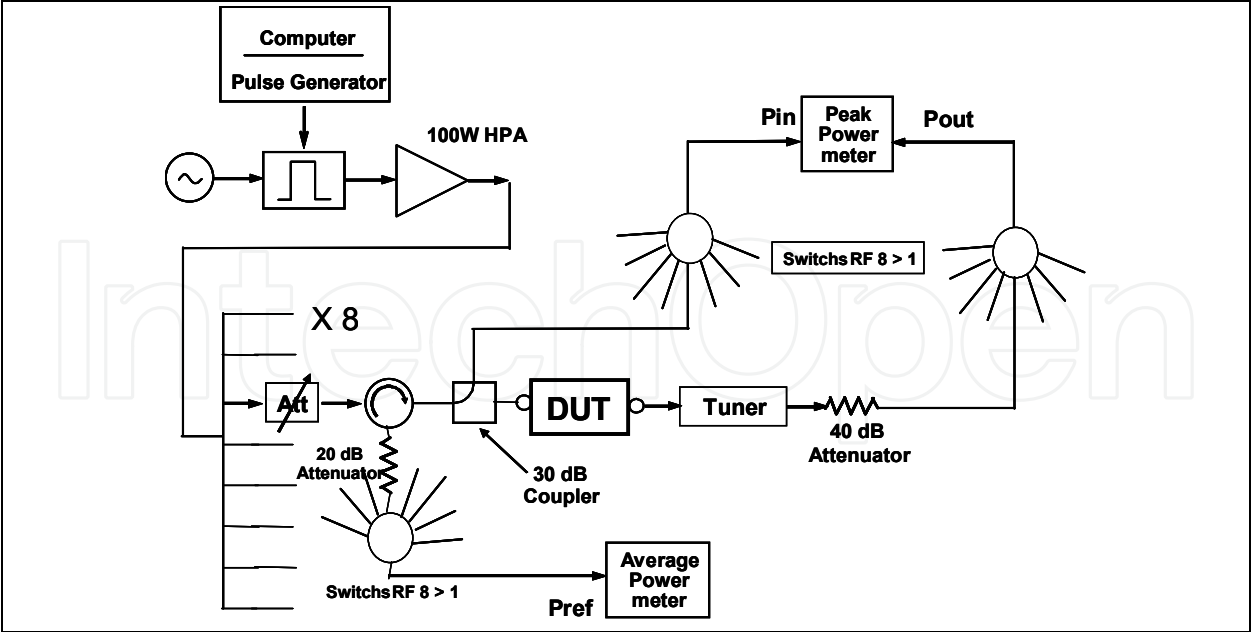 Computer
Pulse Generator
100W HPA
Pin
Peak
Power
meter
Pout
Switchs RF 8 > 1
X 8
Att
DUT
Tuner
20 dB
Attenuator
40 dB
Attenuator
30 dB
Coupler
Switchs RF 8 > 1
Pref
Average
Power
meter
IntechOpen